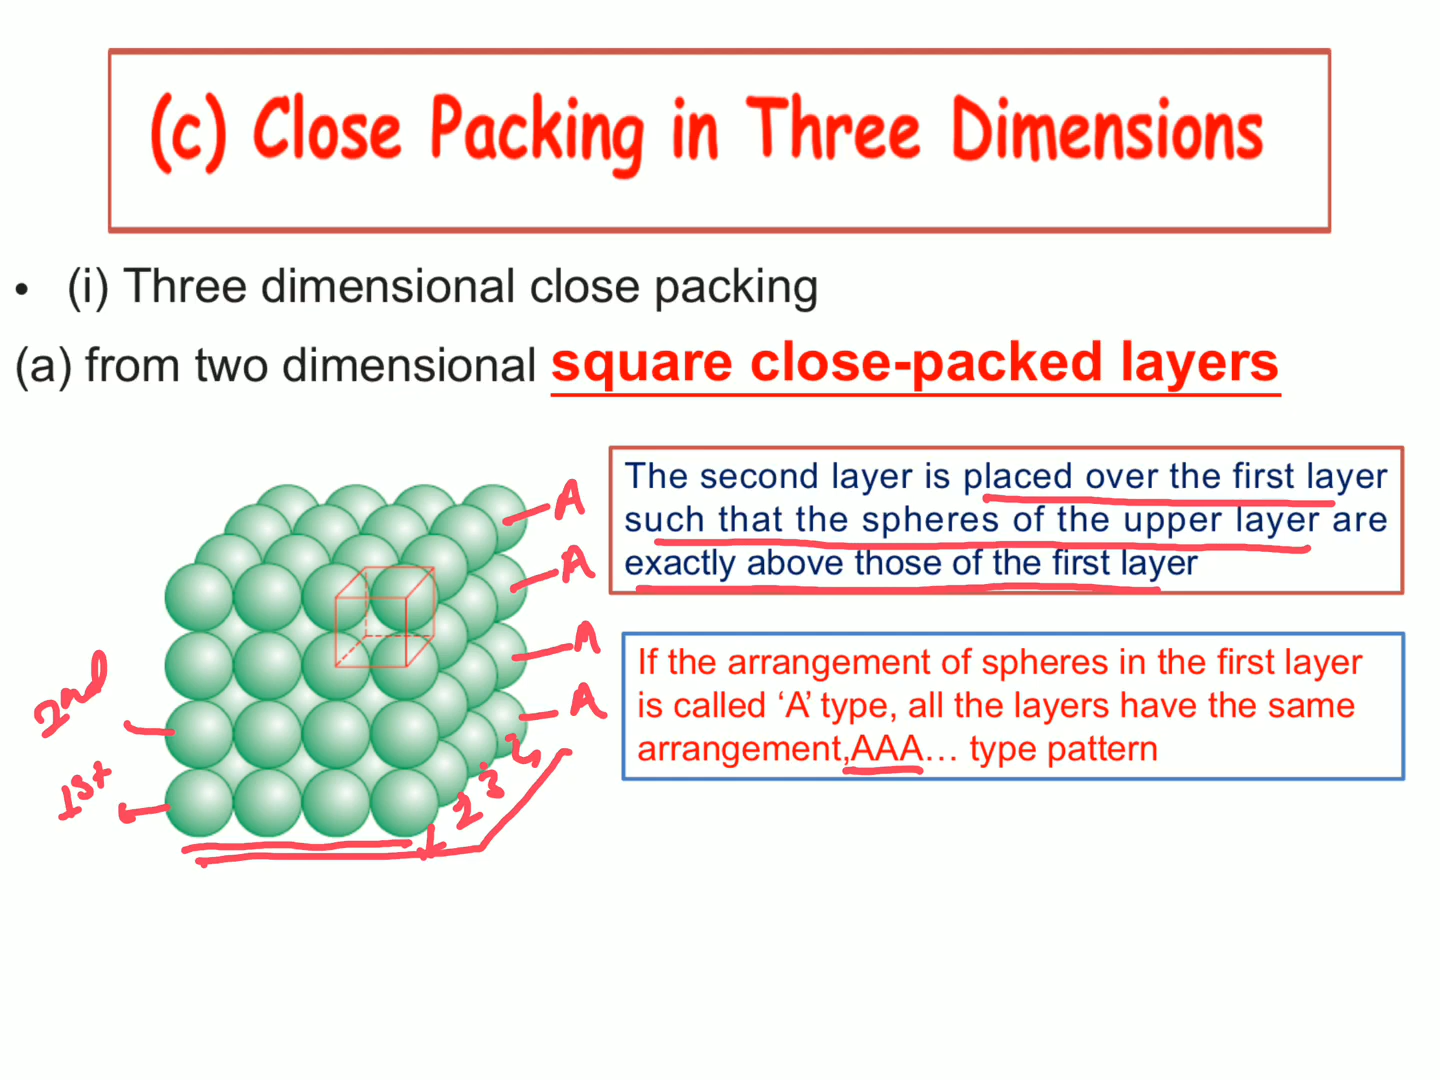 (c) Close Packing in Three Dimensions
• (i) Three dimensional close packing
(a) from two dimensional square close-packed layers
The second layer is placed over the first layer
such that the spheres of the upper layer are
exactly above those of the first layer
If the arrangement of spheres in the first layer
is called ‘A’ type, all the layers have the same
arrangement,AAA… type pattern
A
A
A
A
2nd
1st
1
2
3